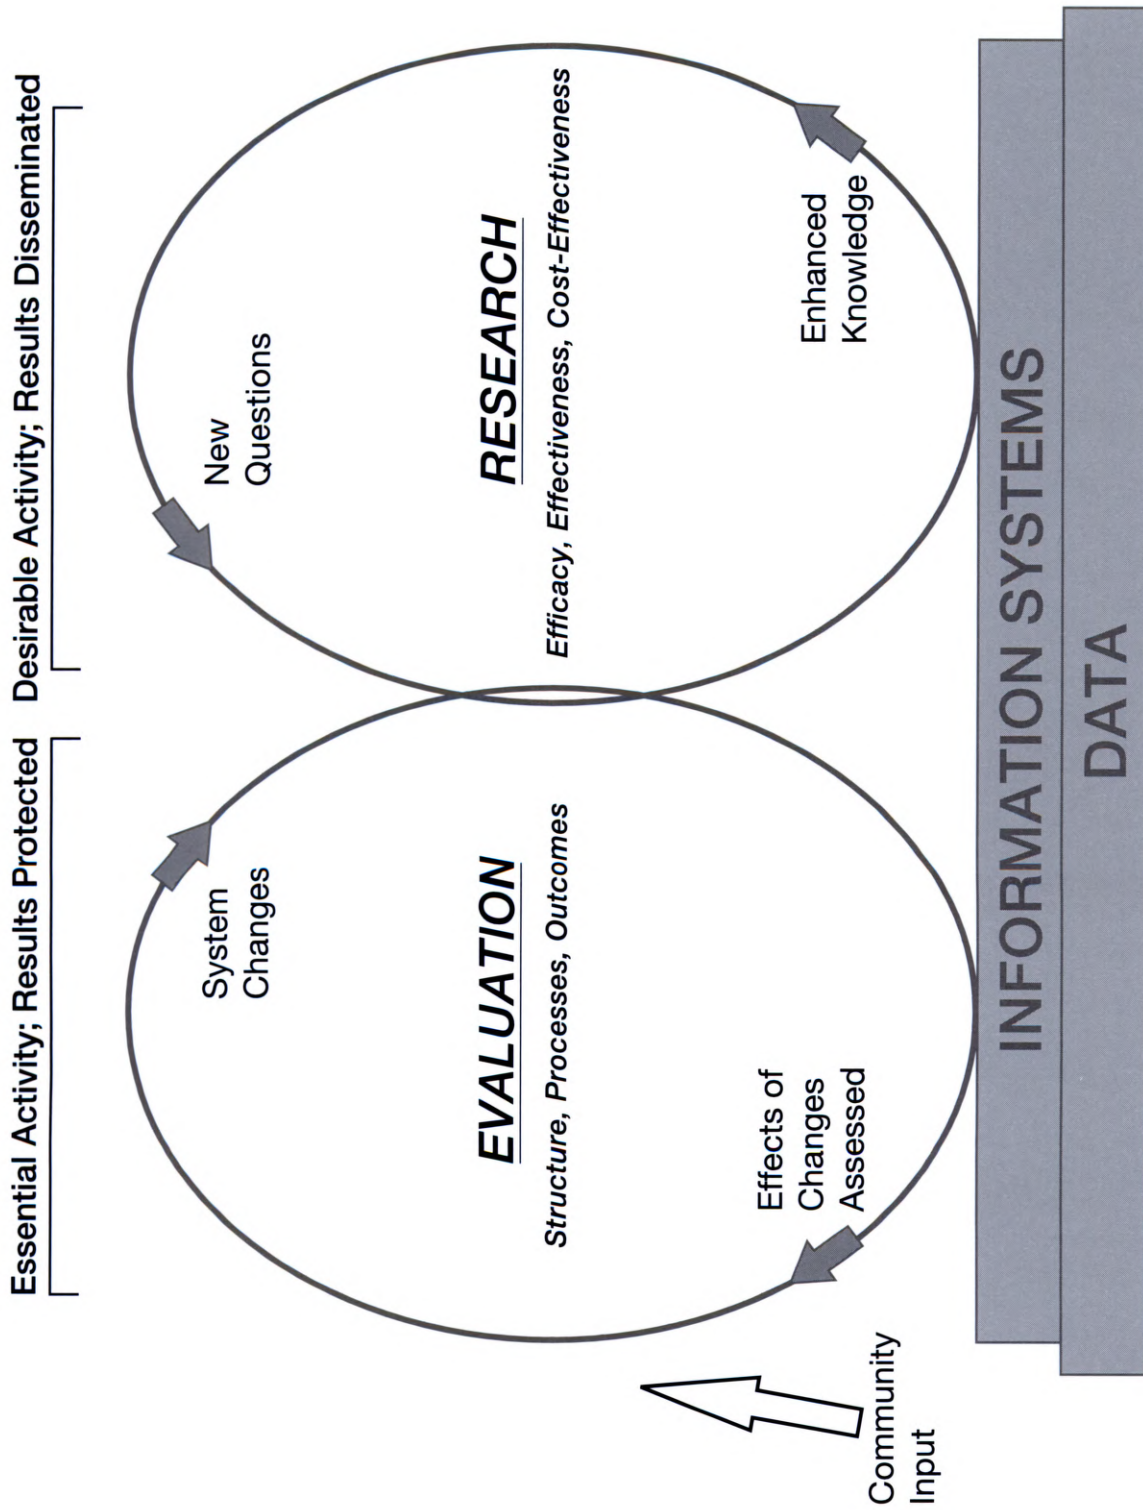 Essential Activity; Results Protected
Desirable Activity; Results Disseminated
System
Changes
New
Questions
EVALUATION
Structure, Processes, Outcomes
RESEARCH
Efficacy, Effectiveness, Cost-Effectiveness
Effects of
Changes
Assessed
Enhanced
Knowledge
Community
Input
INFORMATION SYSTEMS
DATA